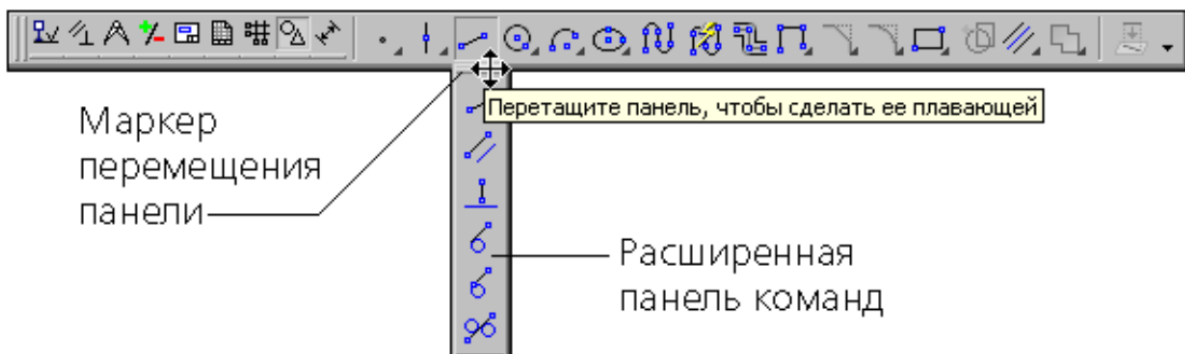 Перетащите панель, чтобы сделать ее плавающей
Маркер
перемещения
панели
Расширенная
панель команд